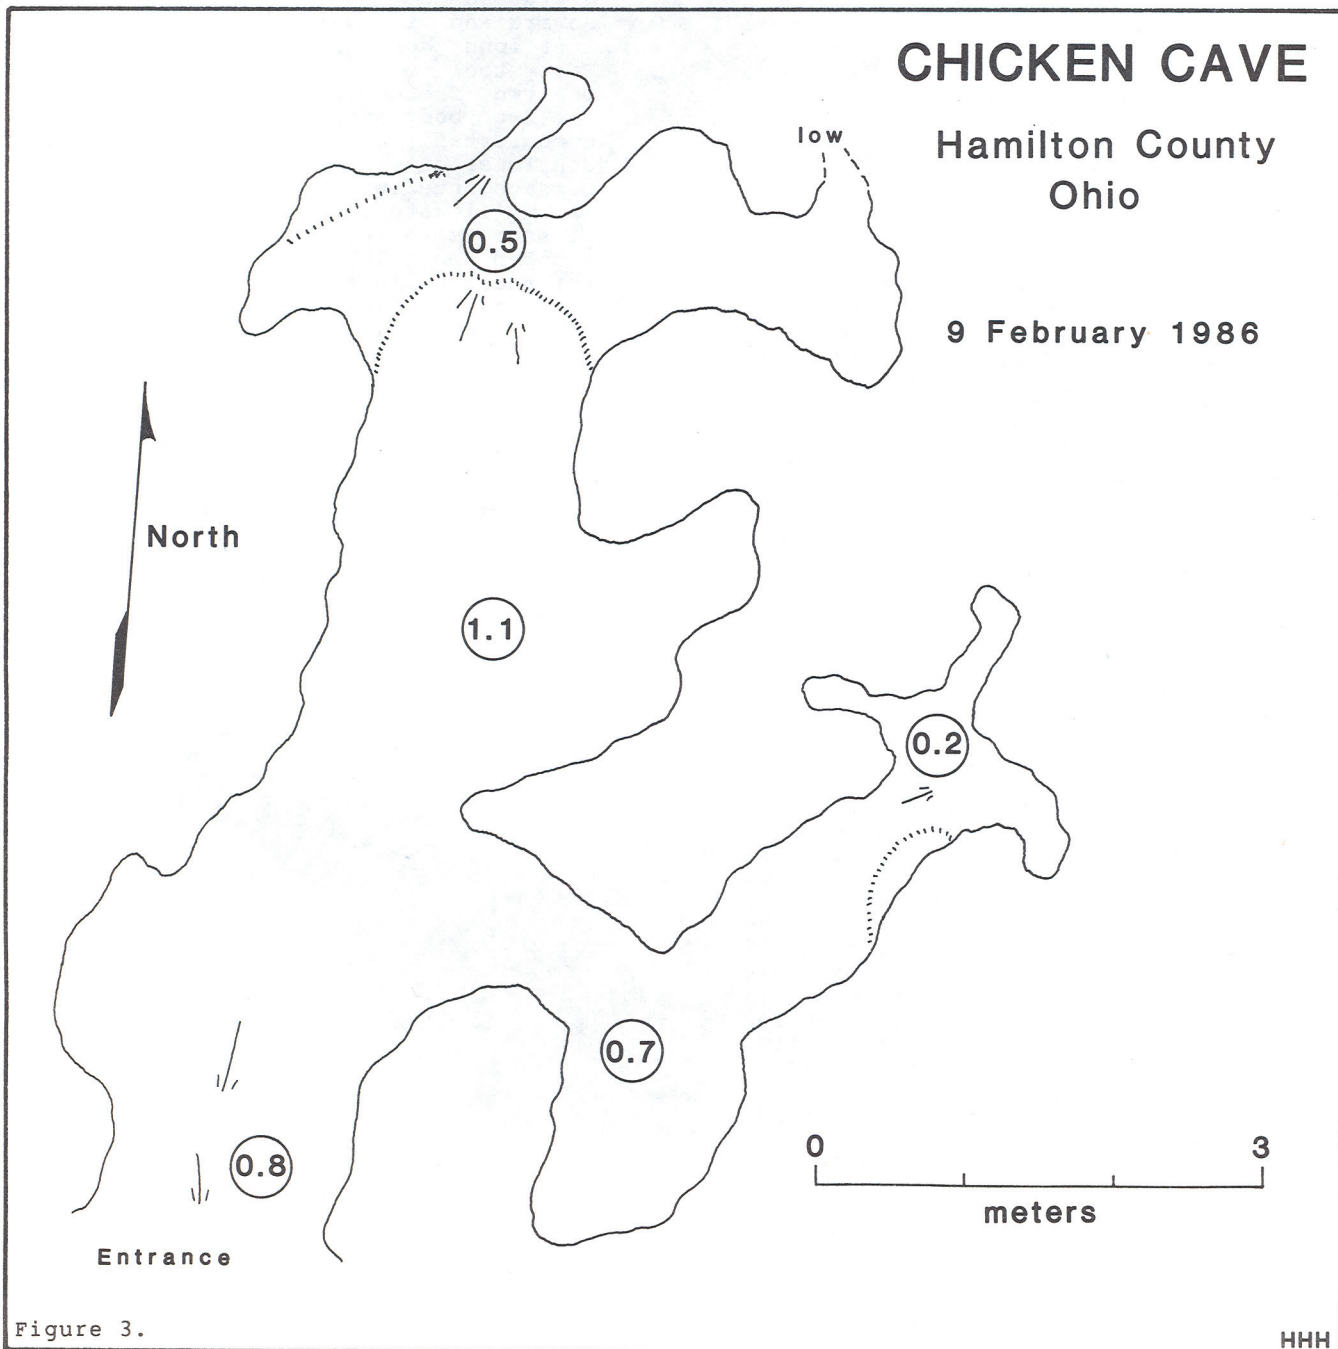 CHICKEN CAVE
Hamilton County
Ohio
low
0.5
9 February 1986
North
1.1
0.2
0.7
0.8
0 3
meters
Entrance
Figure 3.
HHH